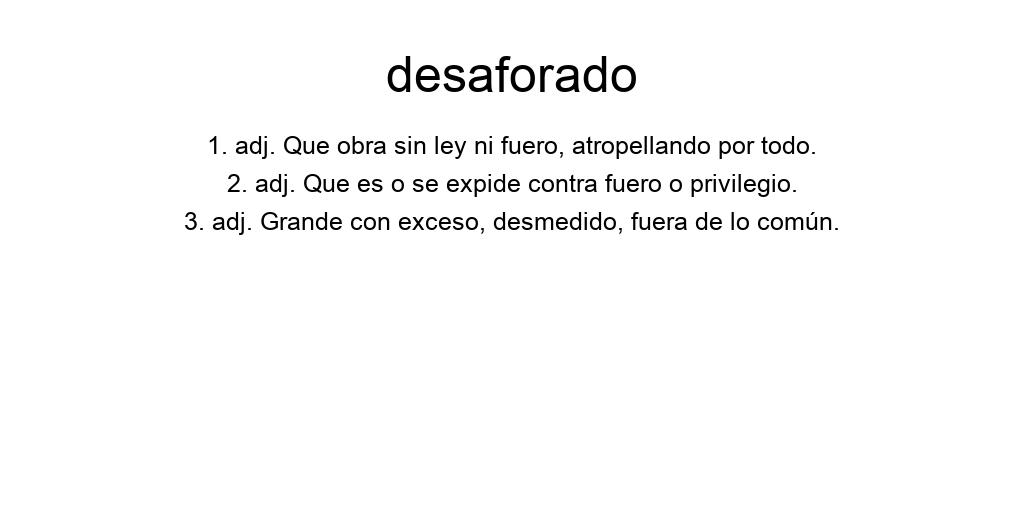 desaforado
1. adj. Que obra sin ley ni fuero, atropellando por todo.
2. adj. Que es o se expide contra fuero o privilegio.
3. adj. Grande con exceso, desmedido, fuera de lo común.